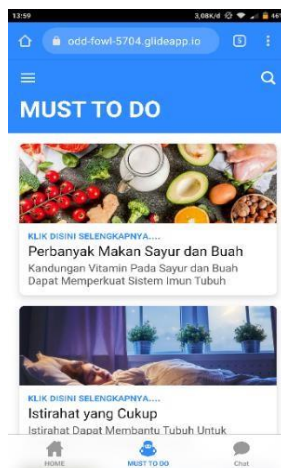 13:59
3,08K/d
46%
odd-fowl-5704.glideapp.io
MUST TO DO
KLIK DISINI SELENGKAPNYA....
Perbanyak Makan Sayur dan Buah
Kandungan Vitamin Pada Sayur dan Buah
Dapat Memperkuat Sistem Imun Tubuh
KLIK DISINI SELENGKAPNYA....
Istirahat yang Cukup
Istirahat Dapat Membantu Tubuh Untuk
HOME
MUST TO DO
Chat